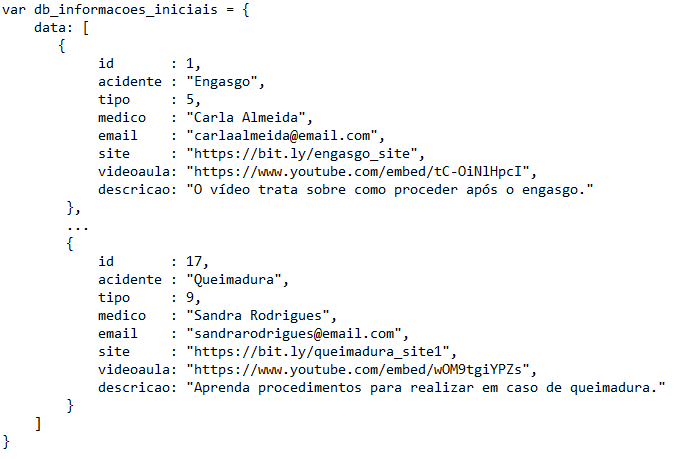 var db_informacoes_iniciais = {
    data: [
       {
            id       : 1,
            acidente : "Engasgo",
            tipo     : 5,
            medico   : "Carla Almeida",
            email    : "carlaalmeida@email.com",
            site     : "https://bit.ly/engasgo_site",
            videoaula: "https://www.youtube.com/embed/tC-OiNlHpcI",
            descricao: "O vídeo trata sobre como proceder após o engasgo."
        },
        ...
        {
            id       : 17,
            acidente : "Queimadura",
            tipo     : 9,
            medico   : "Sandra Rodrigues",
            email    : "sandrarodrigues@email.com",
            site     : "https://bit.ly/queimadura_site1",
            videoaula: "https://www.youtube.com/embed/wOM9tgiYPZs",
            descricao: "Aprenda procedimentos para realizar em caso de queimadura."
        }
    ]
}